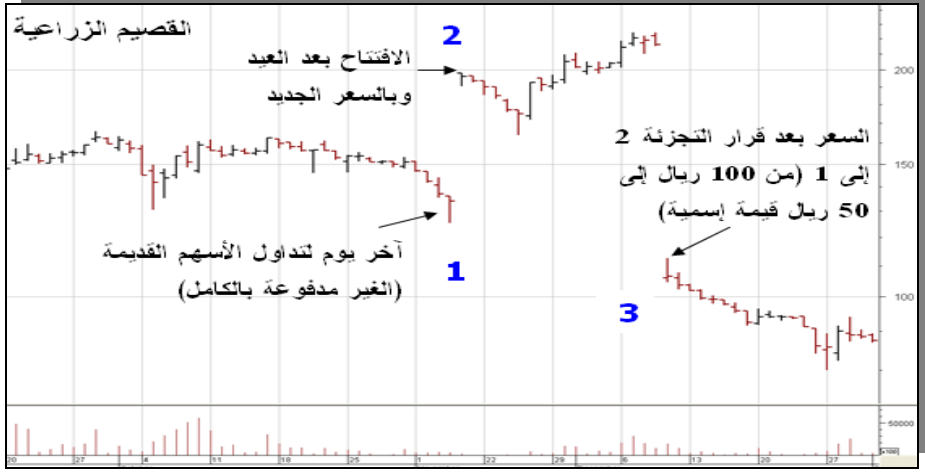 القصيم الزراعية
2
الافتتاح بعد العيد
وبالسعر الجديد
السعر بعد قرار التجزئة 2
إلى 1 (من 100 ريال إلى
50 ريال قيمة إسمية)
آخر يوم لتداول الأسهم القديمة
(الغير مدفوعة بالكامل)
1
3
200
150
100
50000
x100
20 27 4 11 18 25 1 22 29 6 13 20 27